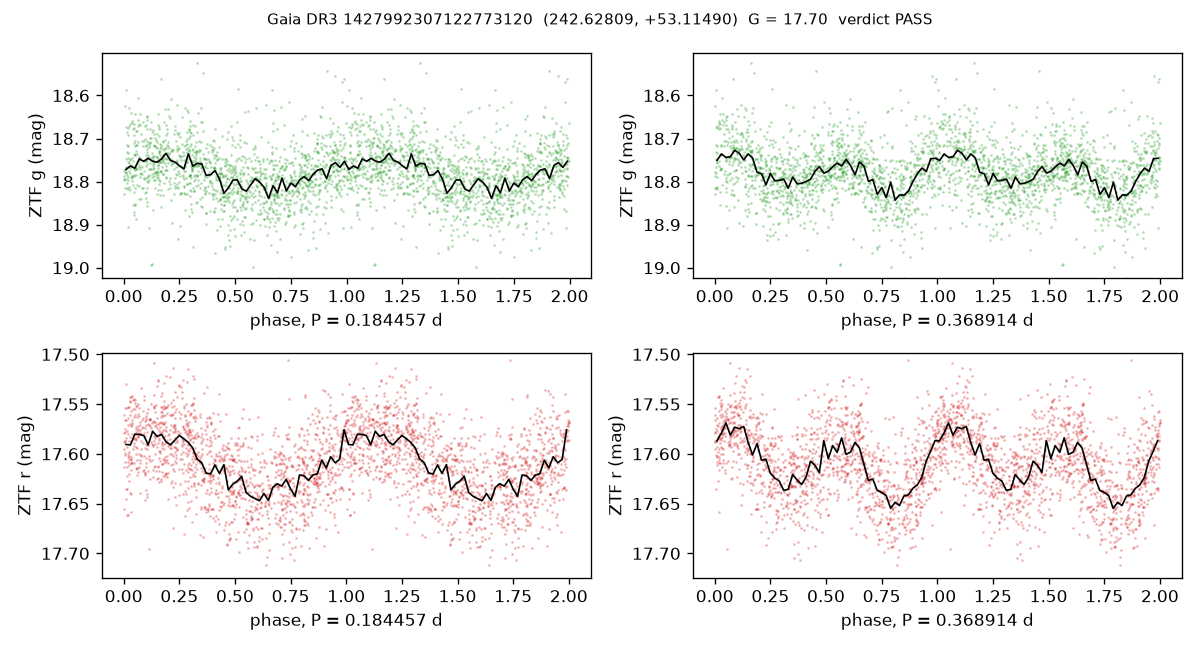 Gaia DR3 1427992307122773120 (242.62809, +53.11490) G = 17.70 verdict PASS
ZTF g (mag)
18.6
18.7
18.8
18.9
19.0
0.00 0.25 0.50 0.75 1.00 1.25 1.50 1.75 2.00
phase, P = 0.184457 d
ZTF g (mag)
18.6
18.7
18.8
18.9
19.0
0.00 0.25 0.50 0.75 1.00 1.25 1.50 1.75 2.00
phase, P = 0.368914 d
ZTF r (mag)
17.50
17.55
17.60
17.65
17.70
0.00 0.25 0.50 0.75 1.00 1.25 1.50 1.75 2.00
phase, P = 0.184457 d
ZTF r (mag)
17.50
17.55
17.60
17.65
17.70
0.00 0.25 0.50 0.75 1.00 1.25 1.50 1.75 2.00
phase, P = 0.368914 d